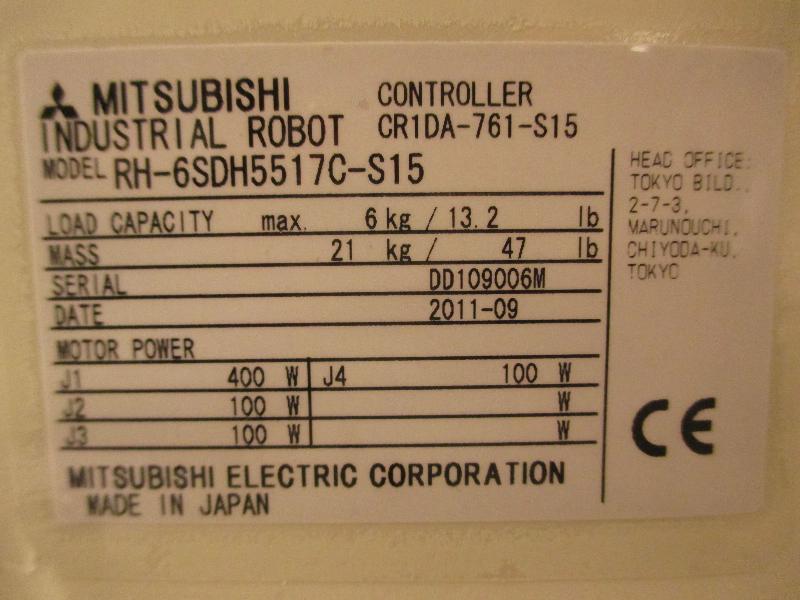 MITSUBISHI CONTROLLER
INDUSTRIAL ROBOT CR1DA-761-S15
MODEL RH-6SDH5517C-S15
LOAD CAPACITY max. 6 kg / 13.2 lb
MASS 21 kg / 47 lb
SERIAL DD109006M
DATE 2011-09
MOTOR POWER
J1 400 W J4 100 W
J2 100 W W
J3 100 W W
MITSUBISHI ELECTRIC CORPORATION
MADE IN JAPAN
HEAD OFFICE:
TOKYO BILD.,
2-7-3,
MARUNOUCHI,
CHIYODA-KU,
TOKYO
CE